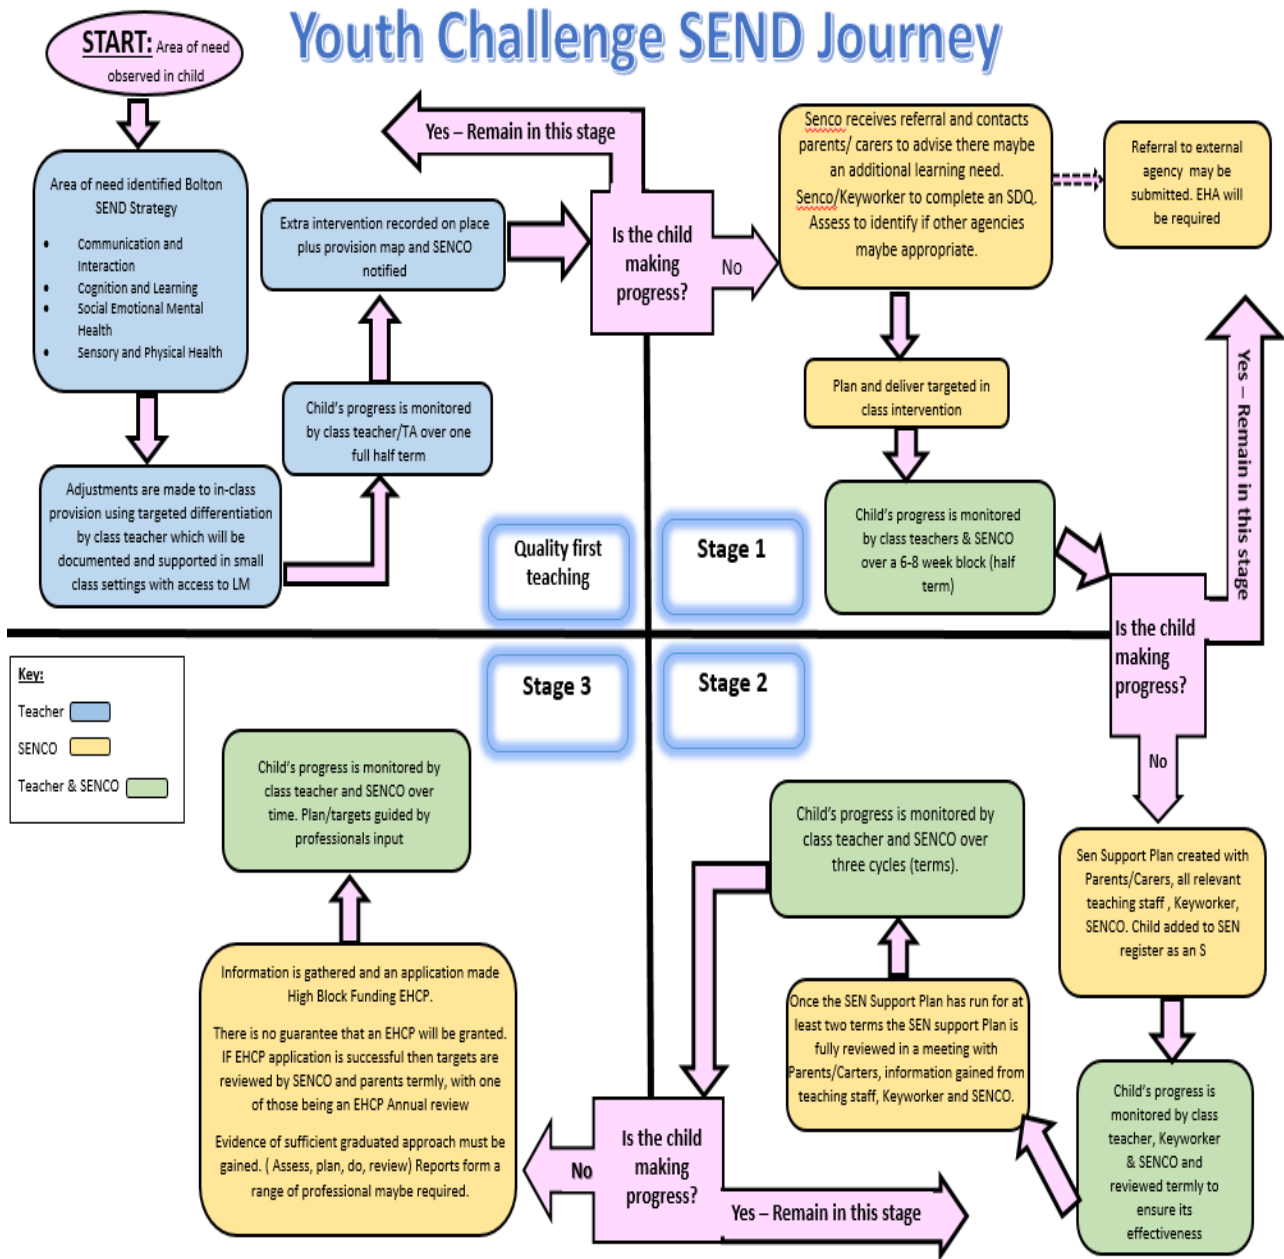 Youth Challenge SEND Journey
START: Area of need
observed in child
Area of need identified Bolton
SEND Strategy
• Communication and
Interaction
• Cognition and Learning
• Social Emotional Mental
Health
• Sensory and Physical Health
Adjustments are made to in-class
provision using targeted differentiation
by class teacher which will be
documented and supported in small
class settings with access to LM
Child's progress is monitored
by class teacher/TA over one
full half term
Extra intervention recorded on place
plus provision map and SENCO
notified
Yes – Remain in this stage
Is the child
making
progress?
No
Quality first
teaching
Senco receives referral and contacts
parents/ carers to advise there maybe
an additional learning need.
Senco/Keyworker to complete an SDQ.
Assess to identify if other agencies
maybe appropriate.
Referral to external
agency may be
submitted. EHA will
be required
Plan and deliver targeted in
class intervention
Child's progress is monitored
by class teachers & SENCO
over a 6-8 week block (half
term)
Stage 1
Yes – Remain in this stage
Is the child
making
progress?
No
Stage 2
Sen Support Plan created with
Parents/Carers, all relevant
teaching staff , Keyworker,
SENCO. Child added to SEN
register as an S
Child's progress is
monitored by class
teacher, Keyworker
& SENCO and
reviewed termly to
ensure its
effectiveness
Once the SEN Support Plan has run for at
least two terms the SEN support Plan is
fully reviewed in a meeting with
Parents/Carters, information gained from
teaching staff, Keyworker and SENCO.
Child's progress is monitored by
class teacher and SENCO over
three cycles (terms).
Is the child
making
progress?
Yes – Remain in this stage
No
Stage 3
Information is gathered and an application made
High Block Funding EHCP.
There is no guarantee that an EHCP will be granted.
IF EHCP application is successful then targets are
reviewed by SENCO and parents termly, with one
of those being an EHCP Annual review
Evidence of sufficient graduated approach must be
gained. ( Assess, plan, do, review) Reports form a
range of professional maybe required.
Child's progress is monitored by
class teacher and SENCO over
time. Plan/targets guided by
professionals input
Key:
Teacher
SENCO
Teacher & SENCO